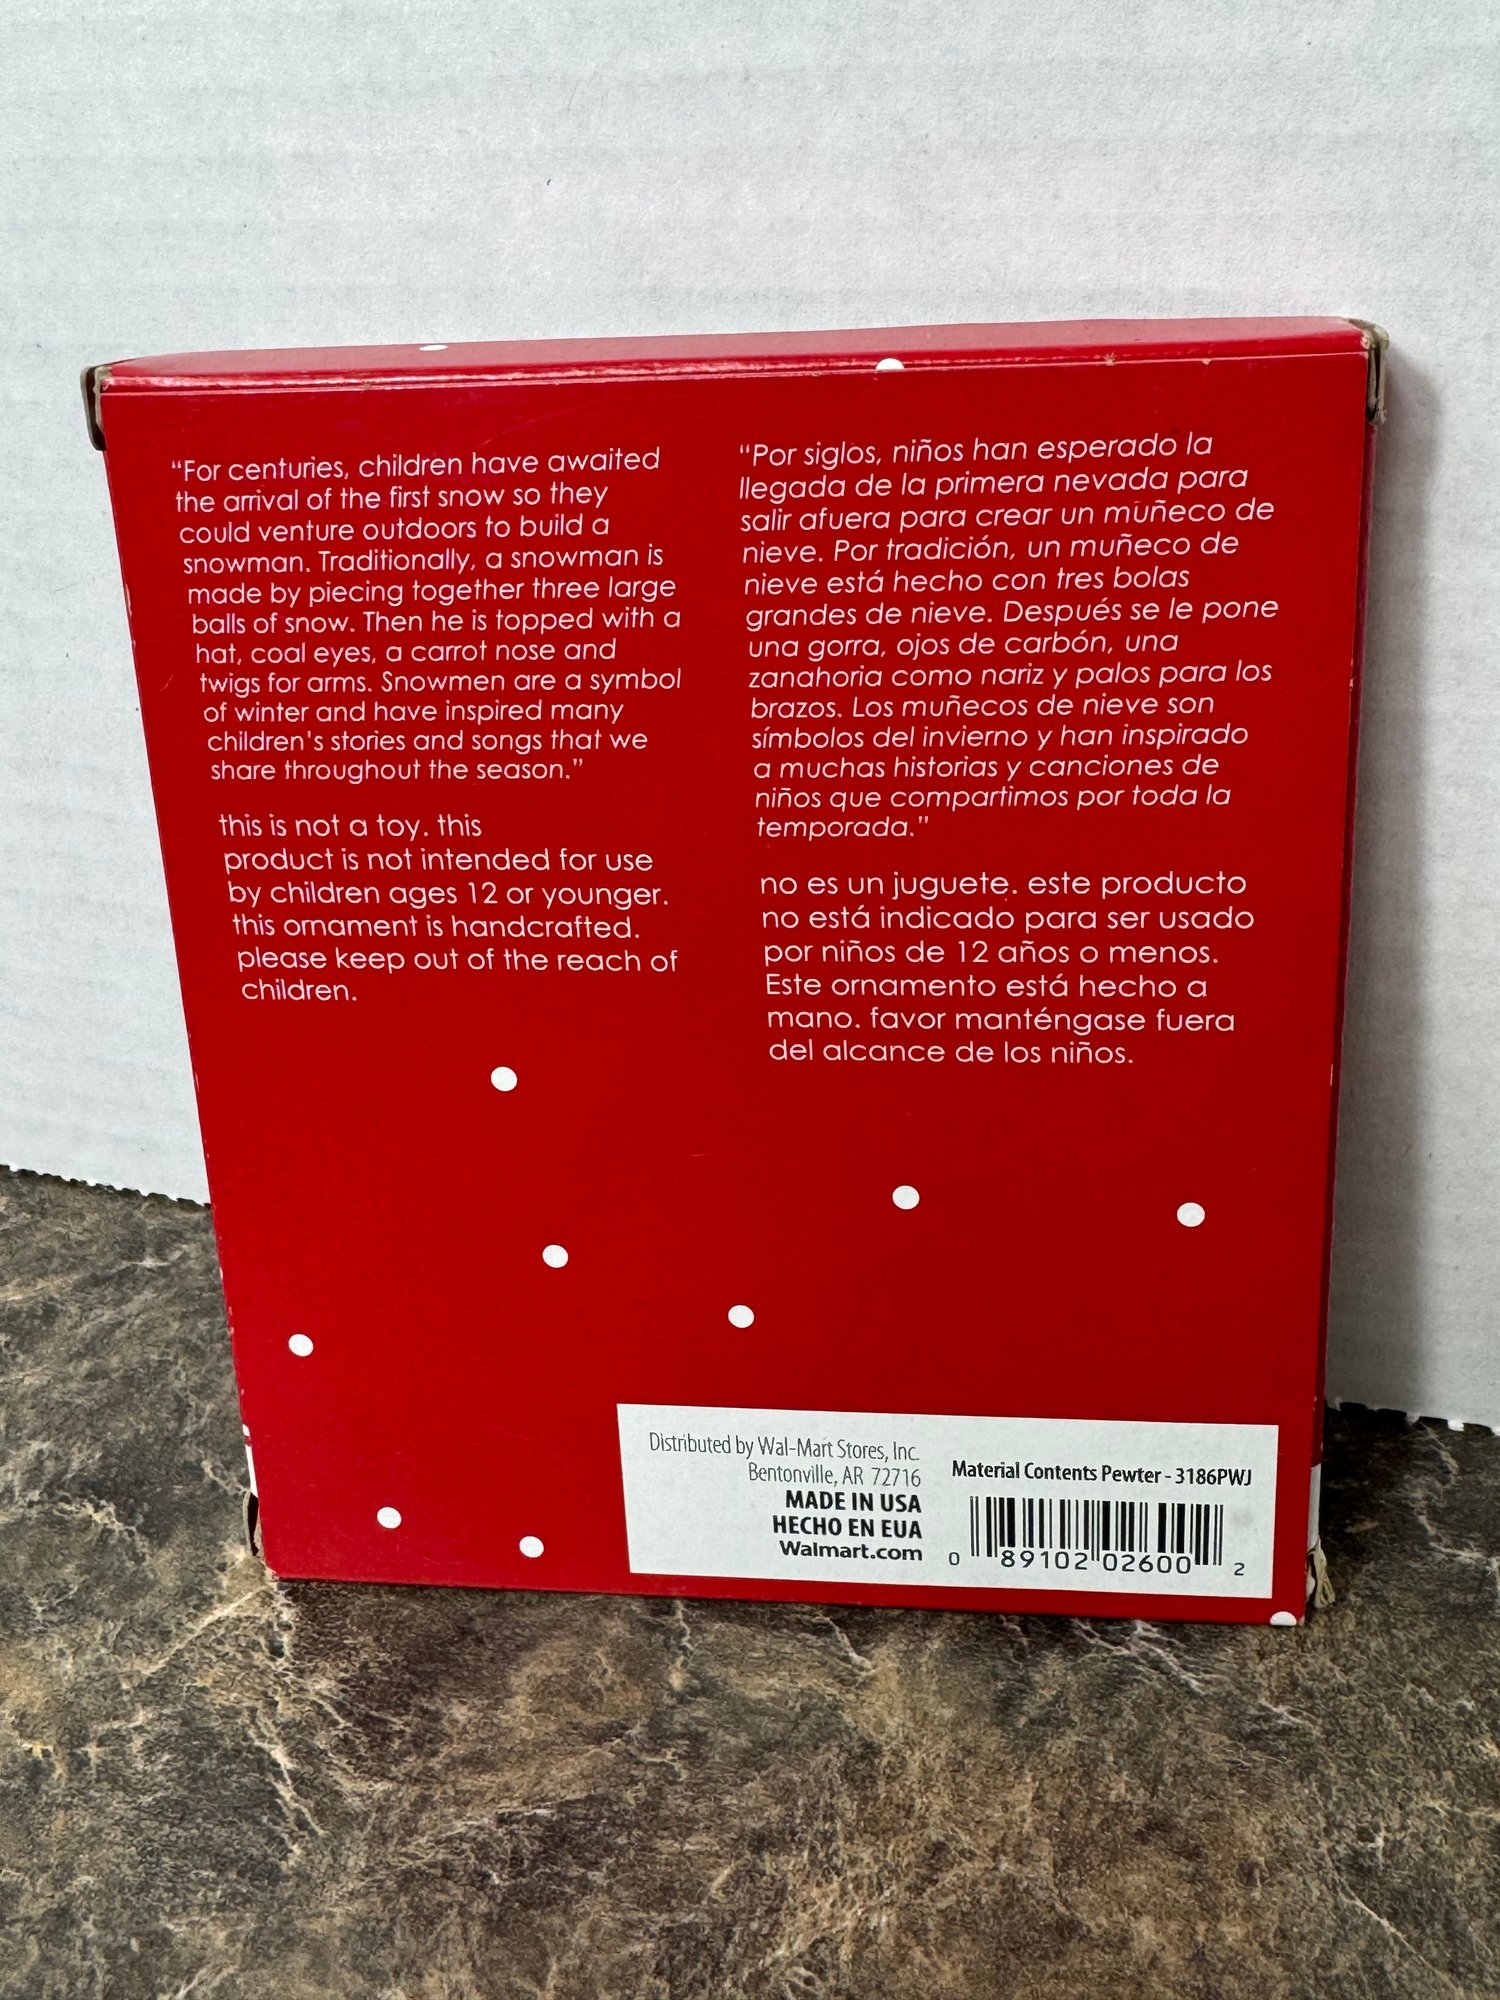 “For centuries, children have awaited
the arrival of the first snow so they
could venture outdoors to build a
snowman. Traditionally, a snowman is
made by piecing together three large
balls of snow. Then he is topped with a
hat, coal eyes, a carrot nose and
twigs for arms. Snowmen are a symbol
of winter and have inspired many
children's stories and songs that we
share throughout the season.”
this is not a toy. this
product is not intended for use
by children ages 12 or younger.
this ornament is handcrafted.
please keep out of the reach of
children.
“Por siglos, niños han esperado la
llegada de la primera nevada para
salir afuera para crear un muñeco de
nieve. Por tradición, un muñeco de
nieve está hecho con tres bolas
grandes de nieve. Después se le pone
una gorra, ojos de carbón, una
zanahoria como nariz y palos para los
brazos. Los muñecos de nieve son
símbolos del invierno y han inspirado
a muchas historias y canciones de
niños que compartimos por toda la
temporada.”
no es un juguete. este producto
no está indicado para ser usado
por niños de 12 años o menos.
Este ornamento está hecho a
mano. favor manténgase fuera
del alcance de los niños.
Distributed by Wal-Mart Stores, Inc.
Bentonville, AR 72716
MADE IN USA
HECHO EN EUA
Walmart.com
Material Contents Pewter - 3186PWJ
0 89102 02600 2